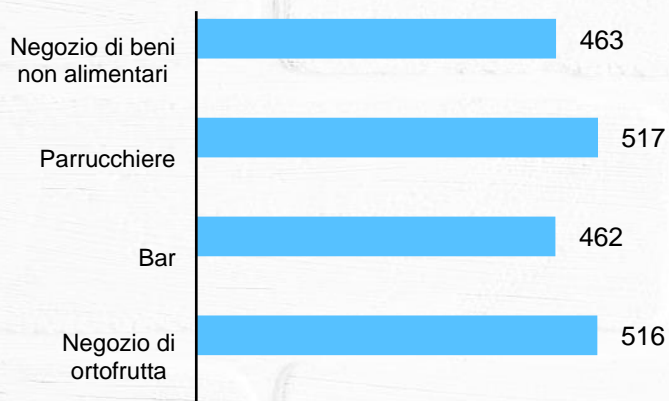 Negozio di beni
non alimentari
463
Parrucchiere
517
Bar
462
Negozio di
ortofrutta
516